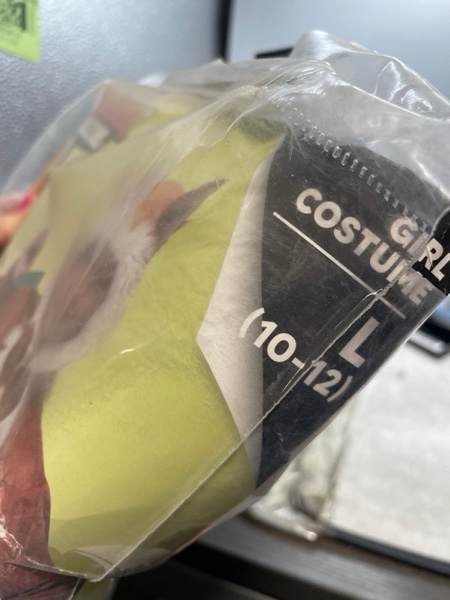 GIRL
COSTUME
L
(10-12)